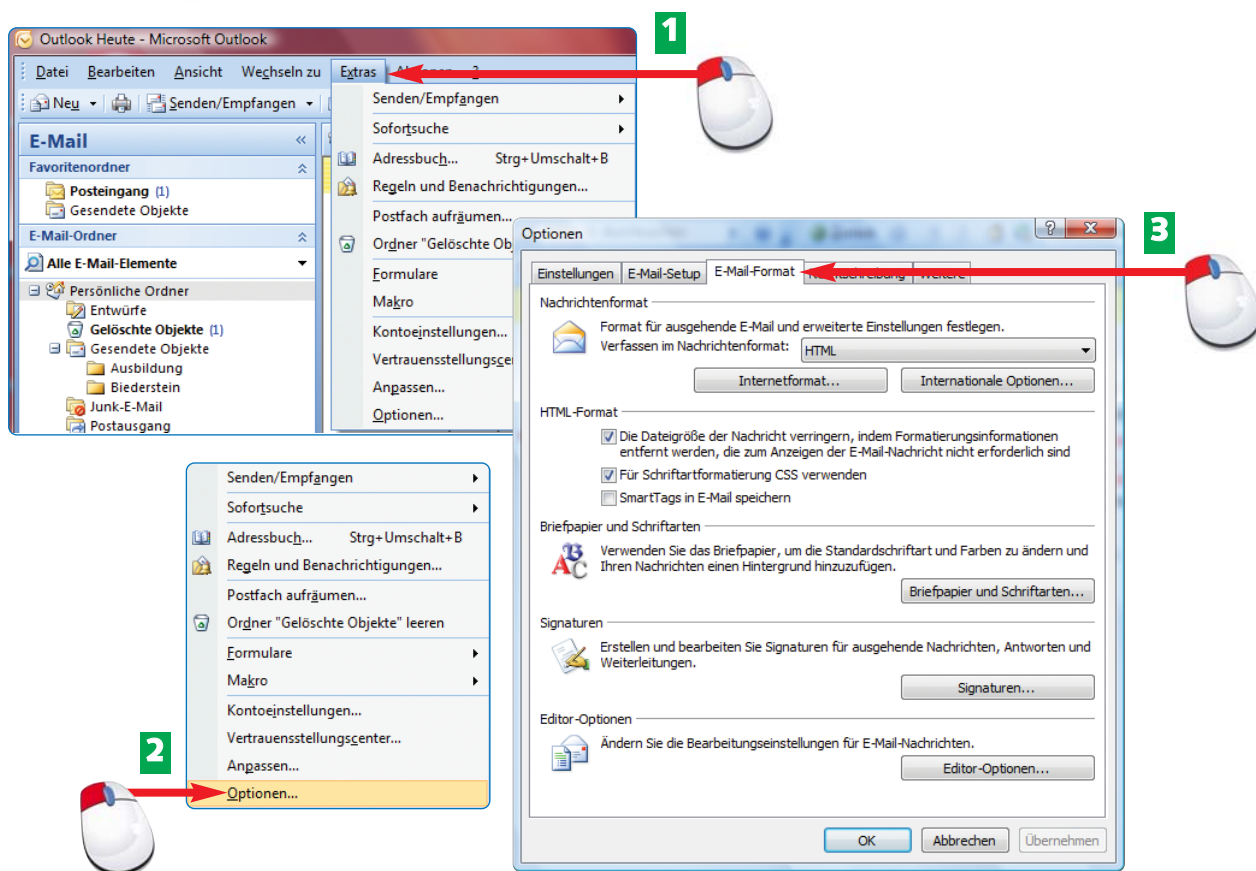 1
Outlook Heute - Microsoft Outlook
Datei Bearbeiten Ansicht Wechseln zu Extras
Neu Senden/Empfangen
E-Mail
Favoritenordner
Posteingang (1)
Gesendete Objekte
E-Mail-Ordner
Alle E-Mail-Elemente
Persönliche Ordner
Entwürfe
Gelöschte Objekte (1)
Gesendete Objekte
Ausbildung
Biederstein
Junk-E-Mail
Postausgang
Senden/Empfangen
Sofortsuche
Adressbuch... Strg+Umschalt+B
Regeln und Benachrichtigungen...
Postfach aufräumen...
Ordner "Gelöschte Ob
Formulare
Makro
Kontoeinstellungen...
Vertrauensstellungscen
Anpassen...
Optionen...
2
Senden/Empfangen
Sofortsuche
Adressbuch... Strg+Umschalt+B
Regeln und Benachrichtigungen...
Postfach aufräumen...
Ordner "Gelöschte Objekte" leeren
Formulare
Makro
Kontoeinstellungen...
Vertrauensstellungscenter...
Anpassen...
Optionen...
3
Optionen
Einstellungen E-Mail-Setup E-Mail-Format
Nachrichtenformat
Format für ausgehende E-Mail und erweiterte Einstellungen festlegen.
Verfassen im Nachrichtenformat: HTML
Internetformat... Internationale Optionen...
HTML-Format
Die Dateigröße der Nachricht verringern, indem Formatierungsinformationen
entfernt werden, die zum Anzeigen der E-Mail-Nachricht nicht erforderlich sind
Für Schriftartformatierung CSS verwenden
SmartTags in E-Mail speichern
Briefpapier und Schriftarten
Verwenden Sie das Briefpapier, um die Standardschriftart und Farben zu ändern und
Ihren Nachrichten einen Hintergrund hinzuzufügen.
Briefpapier und Schriftarten...
Signaturen
Erstellen und bearbeiten Sie Signaturen für ausgehende Nachrichten, Antworten und
Weiterleitungen.
Signaturen...
Editor-Optionen
Ändern Sie die Bearbeitungseinstellungen für E-Mail-Nachrichten.
Editor-Optionen...
OK Abbrechen Übernehmen